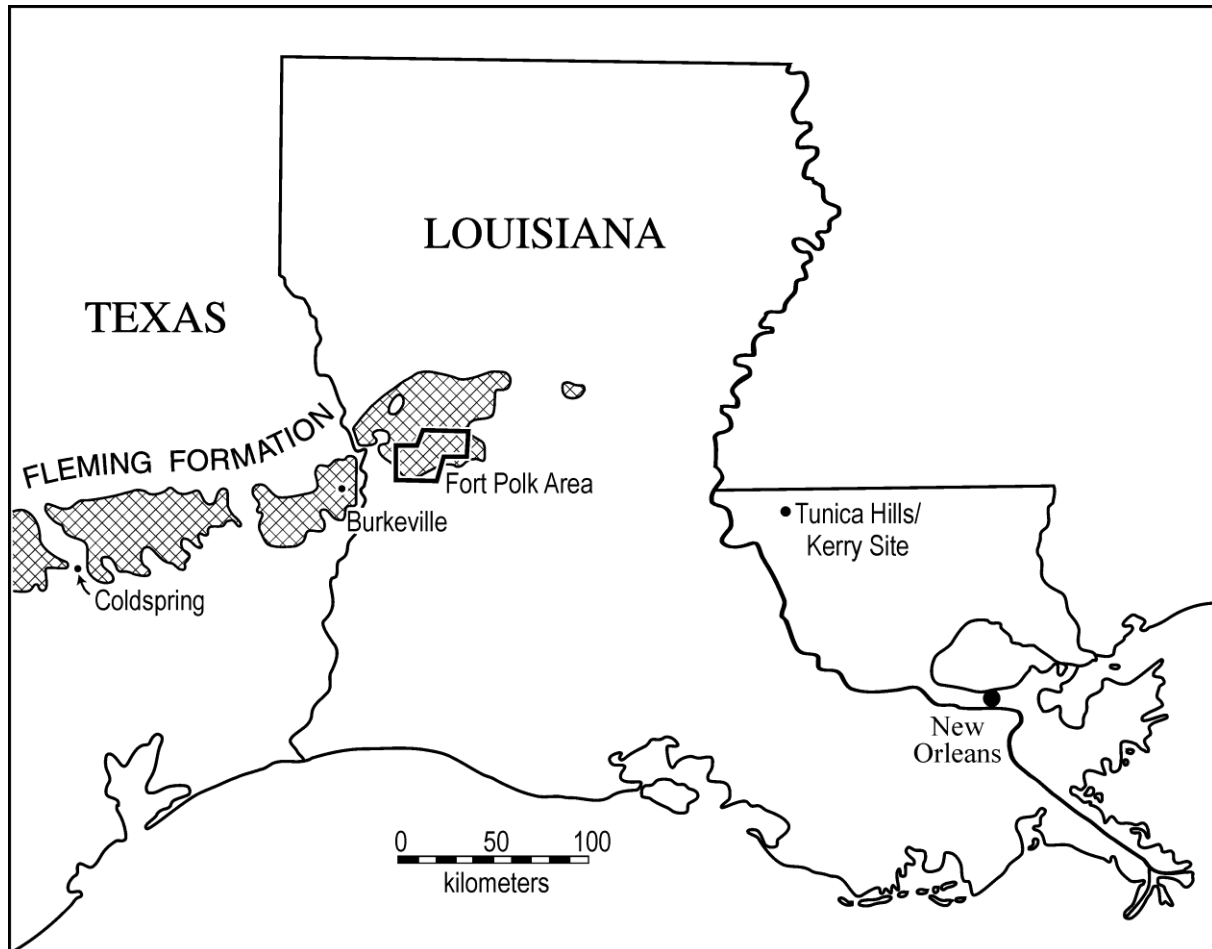 LOUISIANA
TEXAS
FLEMING FORMATION
Fort Polk Area
Burkeville
Coldspring
Tunica Hills/
Kerry Site
New
Orleans
0 50 100
kilometers